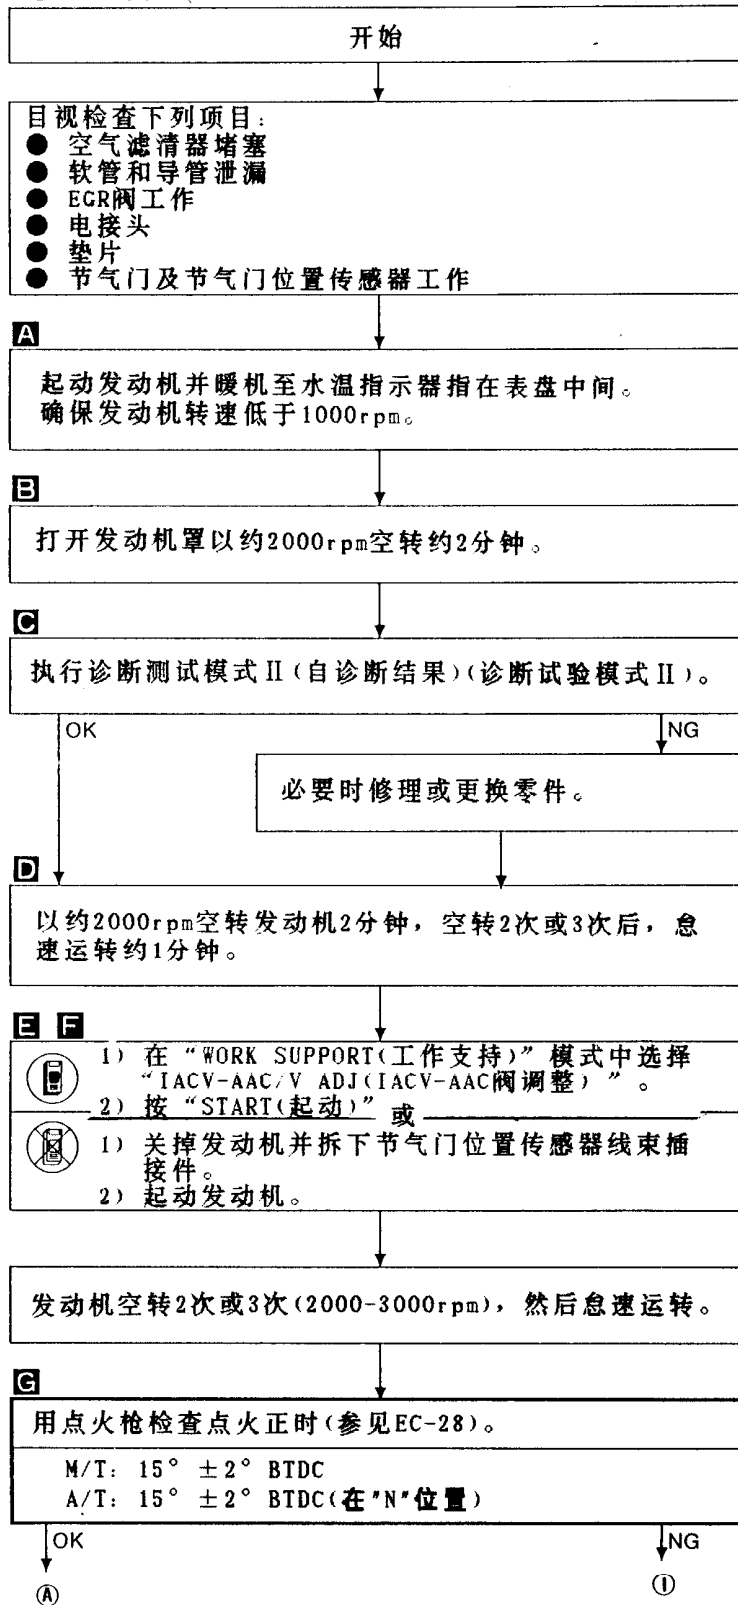 开始
目视检查下列项目:
● 空气滤清器堵塞
● 软管和导管泄漏
● EGR阀工作
● 电接头
● 垫片
● 节气门及节气门位置传感器工作
A
起动发动机并暖机至水温指示器指在表盘中间。
确保发动机转速低于1000rpm。
B
打开发动机罩以约2000rpm空转约2分钟。
C
执行诊断测试模式Ⅱ(自诊断结果)(诊断试验模式Ⅱ)。
OK NG
必要时修理或更换零件。
D
以约2000rpm空转发动机2分钟，空转2次或3次后，怠
速运转约1分钟。
E F
1) 在“WORK SUPPORT(工作支持)”模式中选择
“IACV-AAC/V ADJ(IACV-AAC阀调整)”。
2) 按“START(起动)”
或
1) 关掉发动机并拆下节气门位置传感器线束插
接件。
2) 起动发动机。
发动机空转2次或3次(2000-3000rpm)，然后怠速运转。
G
用点火枪检查点火正时(参见EC-28)。
M/T: 15° ±2° BTDC
A/T: 15° ±2° BTDC(在"N"位置)
OK NG
Ⓐ ①